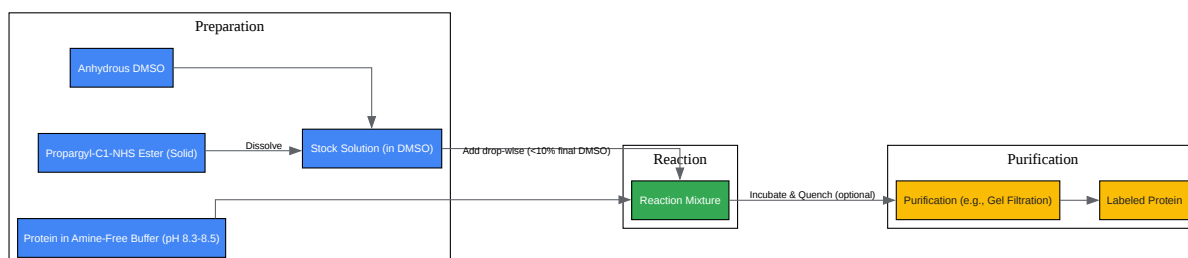 Preparation
Anhydrous DMSO
Propargyl-C1-NHS Ester (Solid)
Dissolve
Stock Solution (in DMSO)
Add drop-wise (<10% final DMSO)
Protein in Amine-Free Buffer (pH 8.3-8.5)
Reaction
Reaction Mixture
Incubate & Quench (optional)
Purification
Purification (e.g., Gel Filtration)
Labeled Protein